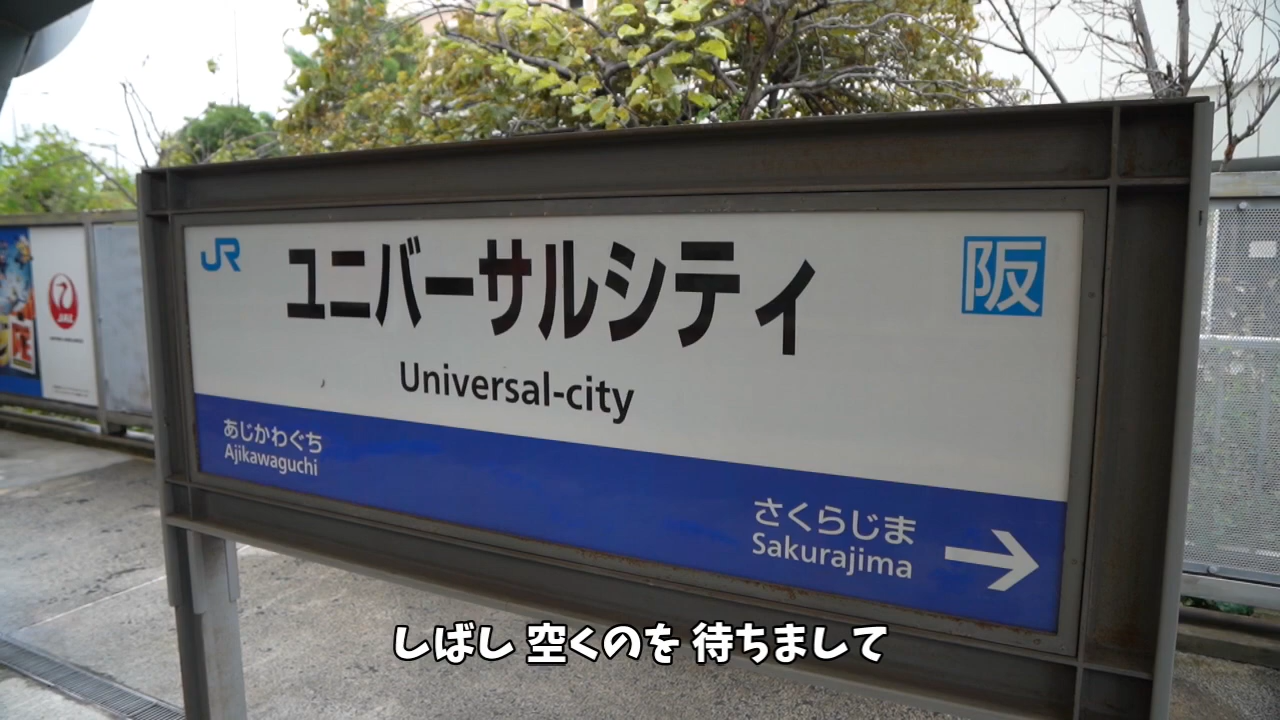 JR
ユニバーサルシティ
阪
Universal-city
あじかわぐち
Ajikawaguchi
さくらじま
Sakurajima
JAL
しばし 空くのを 待ちまして